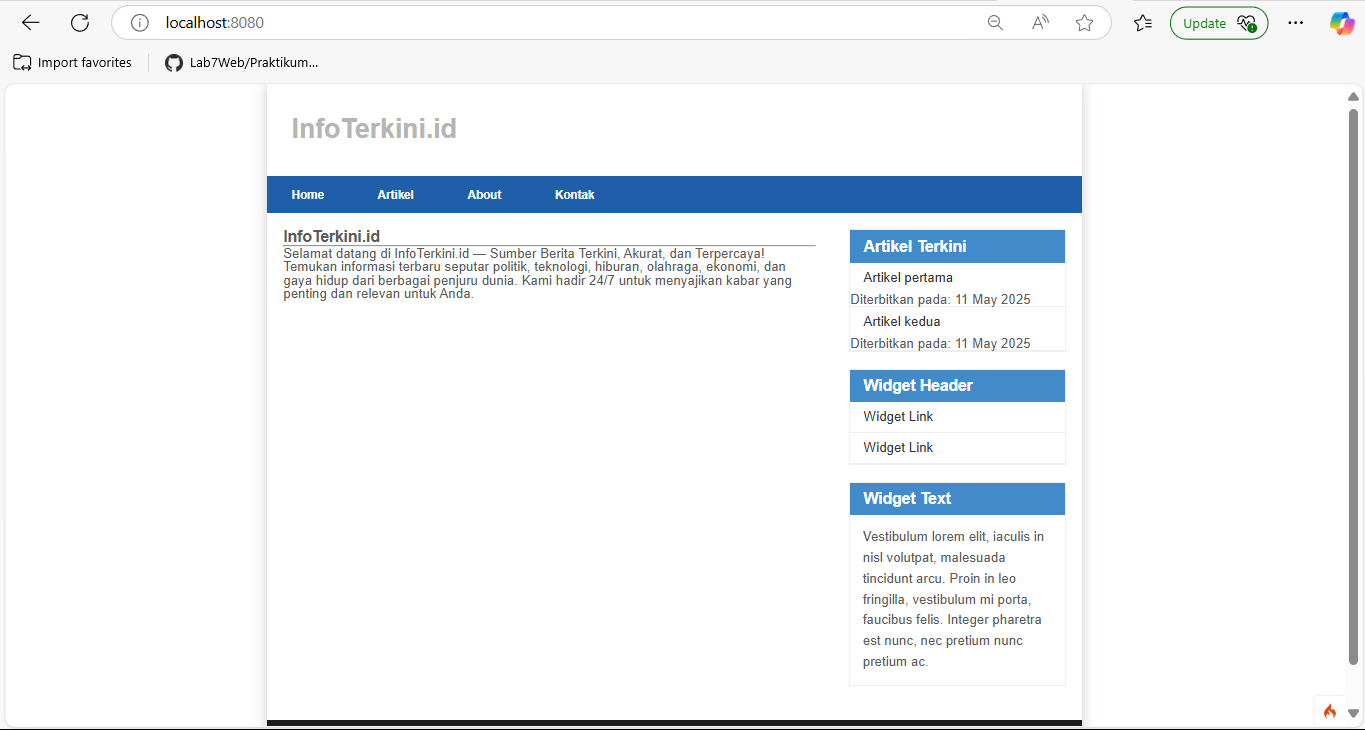 localhost:8080
Update
Import favorites
Lab7Web/Praktikum...
InfoTerkini.id
Home
Artikel
About
Kontak
InfoTerkini.id
Selamat datang di InfoTerkini.id — Sumber Berita Terkini, Akurat, dan Terpercaya!
Temukan informasi terbaru seputar politik, teknologi, hiburan, olahraga, ekonomi, dan
gaya hidup dari berbagai penjuru dunia. Kami hadir 24/7 untuk menyajikan kabar yang
penting dan relevan untuk Anda.
Artikel Terkini
Artikel pertama
Diterbitkan pada: 11 May 2025
Artikel kedua
Diterbitkan pada: 11 May 2025
Widget Header
Widget Link
Widget Link
Widget Text
Vestibulum lorem elit, iaculis in
nisl volutpat, malesuada
tincidunt arcu. Proin in leo
fringilla, vestibulum mi porta,
faucibus felis. Integer pharetra
est nunc, nec pretium nunc
pretium ac.